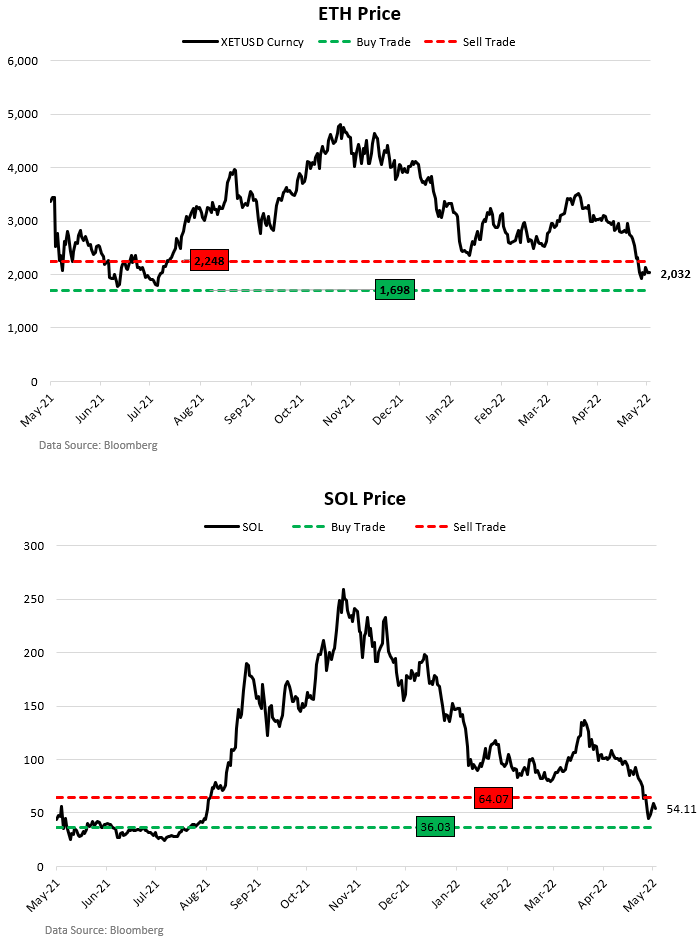 ETH Price
XETUSD Curncy Buy Trade Sell Trade
6,000
5,000
4,000
3,000
2,248
2,032
2,000
1,698
1,000
0
May-21 Jun-21 Jul-21 Aug-21 Sep-21 Oct-21 Nov-21 Dec-21 Jan-22 Feb-22 Mar-22 Apr-22 May-22
Data Source: Bloomberg
SOL Price
SOL Buy Trade Sell Trade
300
250
200
150
100
64.07
50
54.11
36.03
0
May-21 Jun-21 Jul-21 Aug-21 Sep-21 Oct-21 Nov-21 Dec-21 Jan-22 Feb-22 Mar-22 Apr-22 May-22
Data Source: Bloomberg